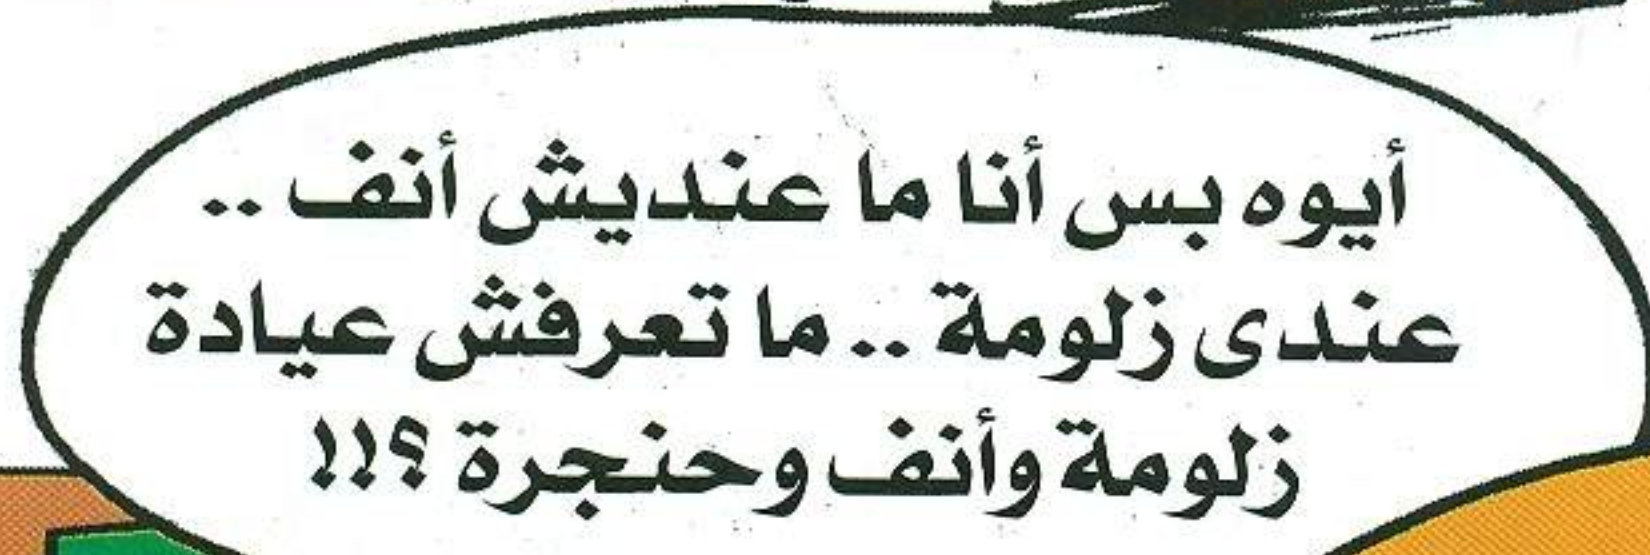 أيوه بس أنا ما عنديش أنف ..
عندى زلومة .. ما تعرفش عيادة
زلومة وأنف وحنجرة ؟!!